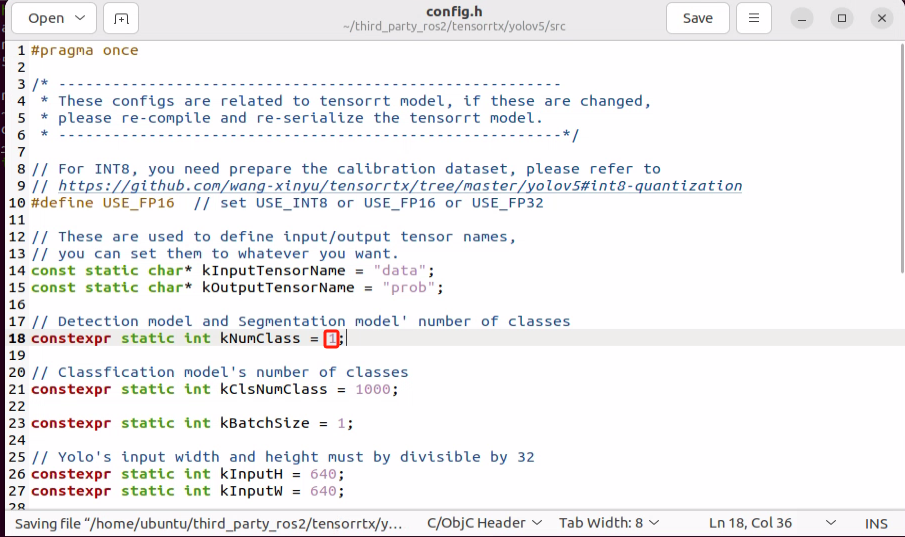 Open
config.h
~/third_party_ros2/tensorrtx/yolov5/src
Save
1 #pragma once
2
3 /* --------------------------------------------------------
4  * These configs are related to tensorrt model, if these are changed,
5  * please re-compile and re-serialize the tensorrt model.
6  * --------------------------------------------------------*/
7
8 // For INT8, you need prepare the calibration dataset, please refer to
9 // https://github.com/wang-xinyu/tensorrtx/tree/master/yolov5#int8-quantization
10 #define USE_FP16  // set USE_INT8 or USE_FP16 or USE_FP32
11
12 // These are used to define input/output tensor names,
13 // you can set them to whatever you want.
14 const static char* kInputTensorName = "data";
15 const static char* kOutputTensorName = "prob";
16
17 // Detection model and Segmentation model' number of classes
18 constexpr static int kNumClass = 1;
19
20 // Classfication model's number of classes
21 constexpr static int kClsNumClass = 1000;
22
23 constexpr static int kBatchSize = 1;
24
25 // Yolo's input width and height must by divisible by 32
26 constexpr static int kInputH = 640;
27 constexpr static int kInputW = 640;
28
Saving file “/home/ubuntu/third_party_ros2/tensorrtx/y… C/ObjC Header Tab Width: 8 Ln 18, Col 36 INS